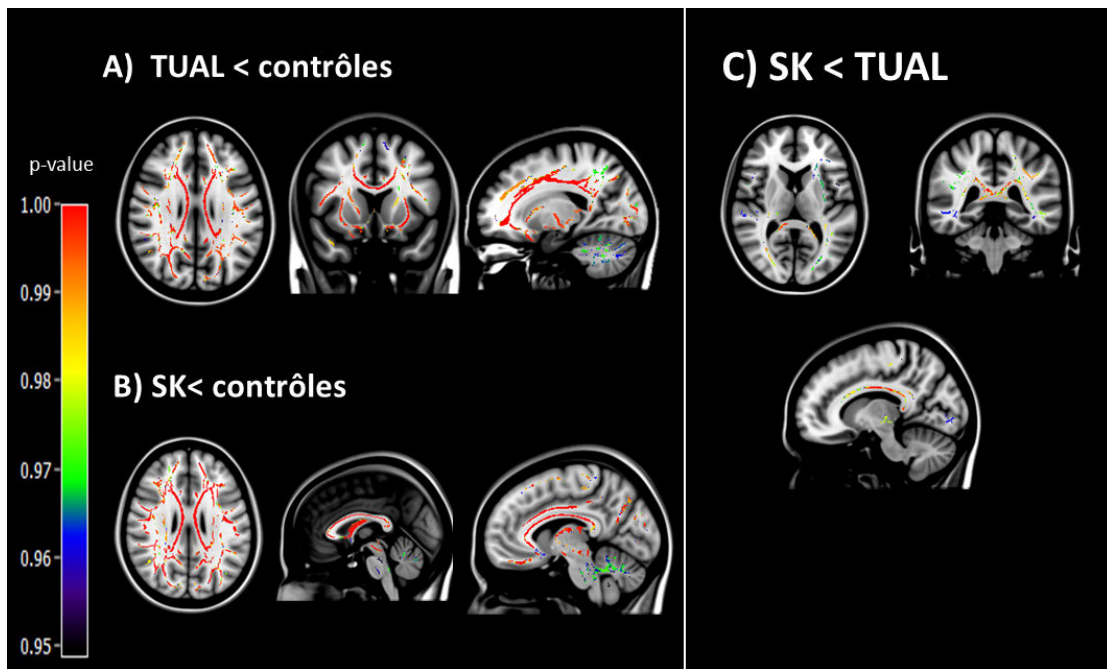 A) TUAL < contrôles
C) SK < TUAL
p-value
1.00
0.99
0.98
0.97
0.96
0.95
B) SK< contrôles